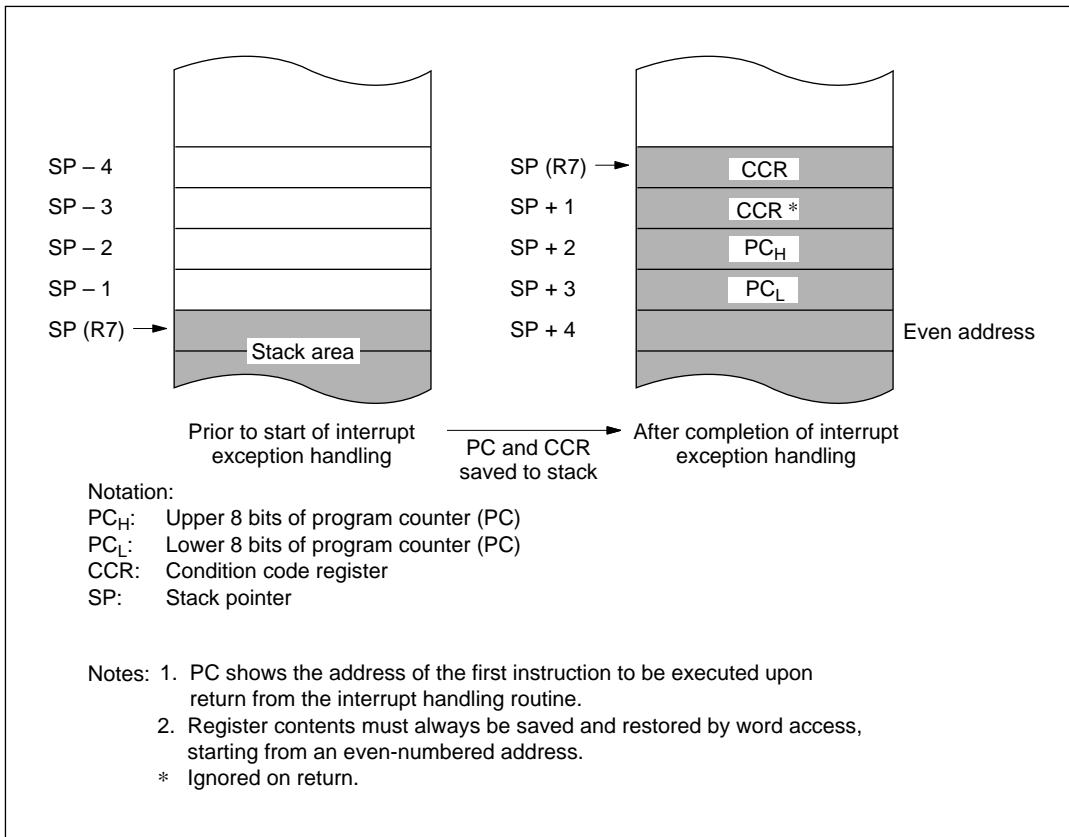 SP – 4
SP – 3
SP – 2
SP – 1
SP (R7)
Stack area
Prior to start of interrupt
exception handling
PC and CCR
saved to stack
SP (R7)
SP + 1
SP + 2
SP + 3
SP + 4
CCR
CCR *
PCH
PCL
Even address
After completion of interrupt
exception handling
Notation:
PCH: Upper 8 bits of program counter (PC)
PCL: Lower 8 bits of program counter (PC)
CCR: Condition code register
SP: Stack pointer
Notes: 1. PC shows the address of the first instruction to be executed upon
return from the interrupt handling routine.
2. Register contents must always be saved and restored by word access,
starting from an even-numbered address.
* Ignored on return.